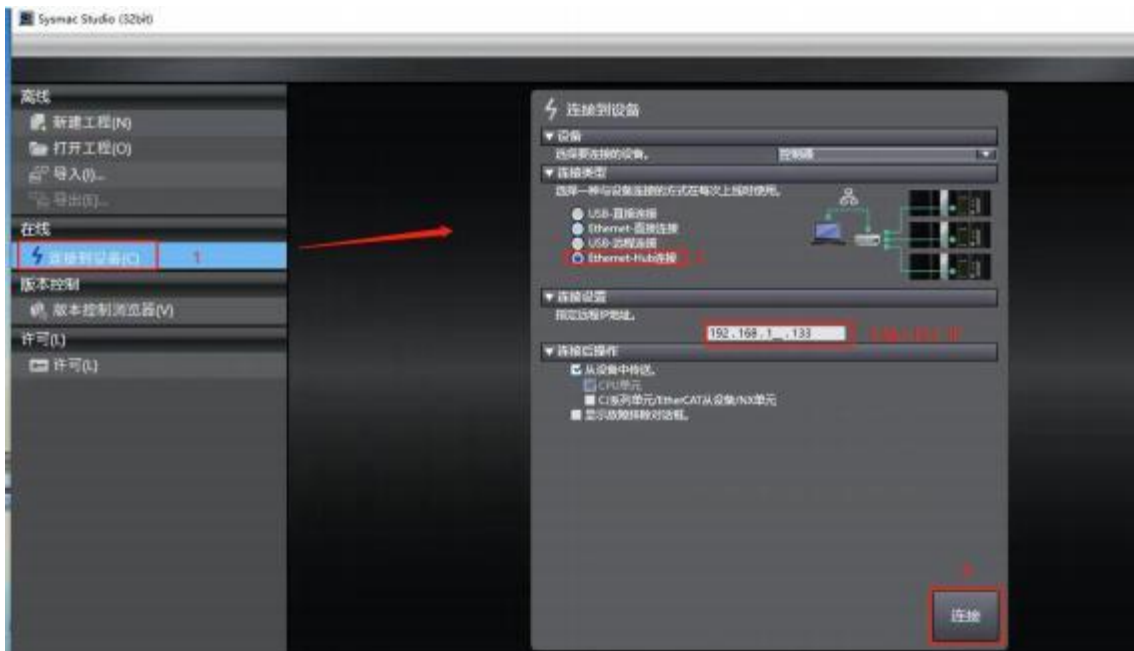 Sysmac Studio (32bit)
离线
新建工程(N)
打开工程(O)
导入(I)...
导出(E)...
在线
连接到设备(C)
1
版本控制
版本控制浏览器(V)
许可(L)
许可(L)
连接到设备
设备
选择要连接的设备。
控制器
连接类型
选择一种与设备连接的方式在每次上线时使用。
USB-直接连接
Ethernet-直接连接
USB-远程连接
Ethernet-Hub连接
连接设置
指定远程IP地址。
192.168.1__.133
连接后操作
从设备中传送。
CPU单元
CJ系列单元/EtherCAT从设备/NX单元
显示故障排除对话框。
连接